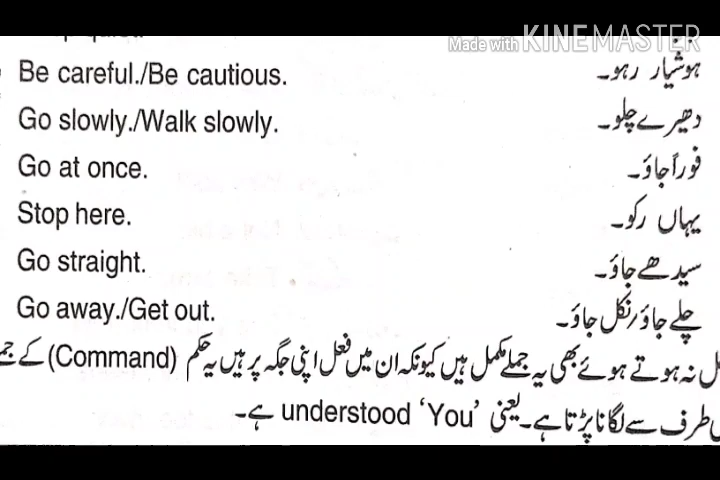 Made with KINEMASTER
Be careful./Be cautious. ہوشیار رہو۔
Go slowly./Walk slowly. دھیرے چلو۔
Go at once. فوراً جاؤ۔
Stop here. یہاں رکو۔
Go straight. سیدھے جاؤ۔
Go away./Get out. چلے جاؤ/نکل جاؤ۔
نہ ہوتے ہوئے بھی یہ جملے مکمل ہیں کیونکہ ان میں فعل اپنی جگہ پر ہیں یہ حکم (Command) کے
طرف سے لگانا پڑتا ہے۔ یعنی 'You' understood ہے۔